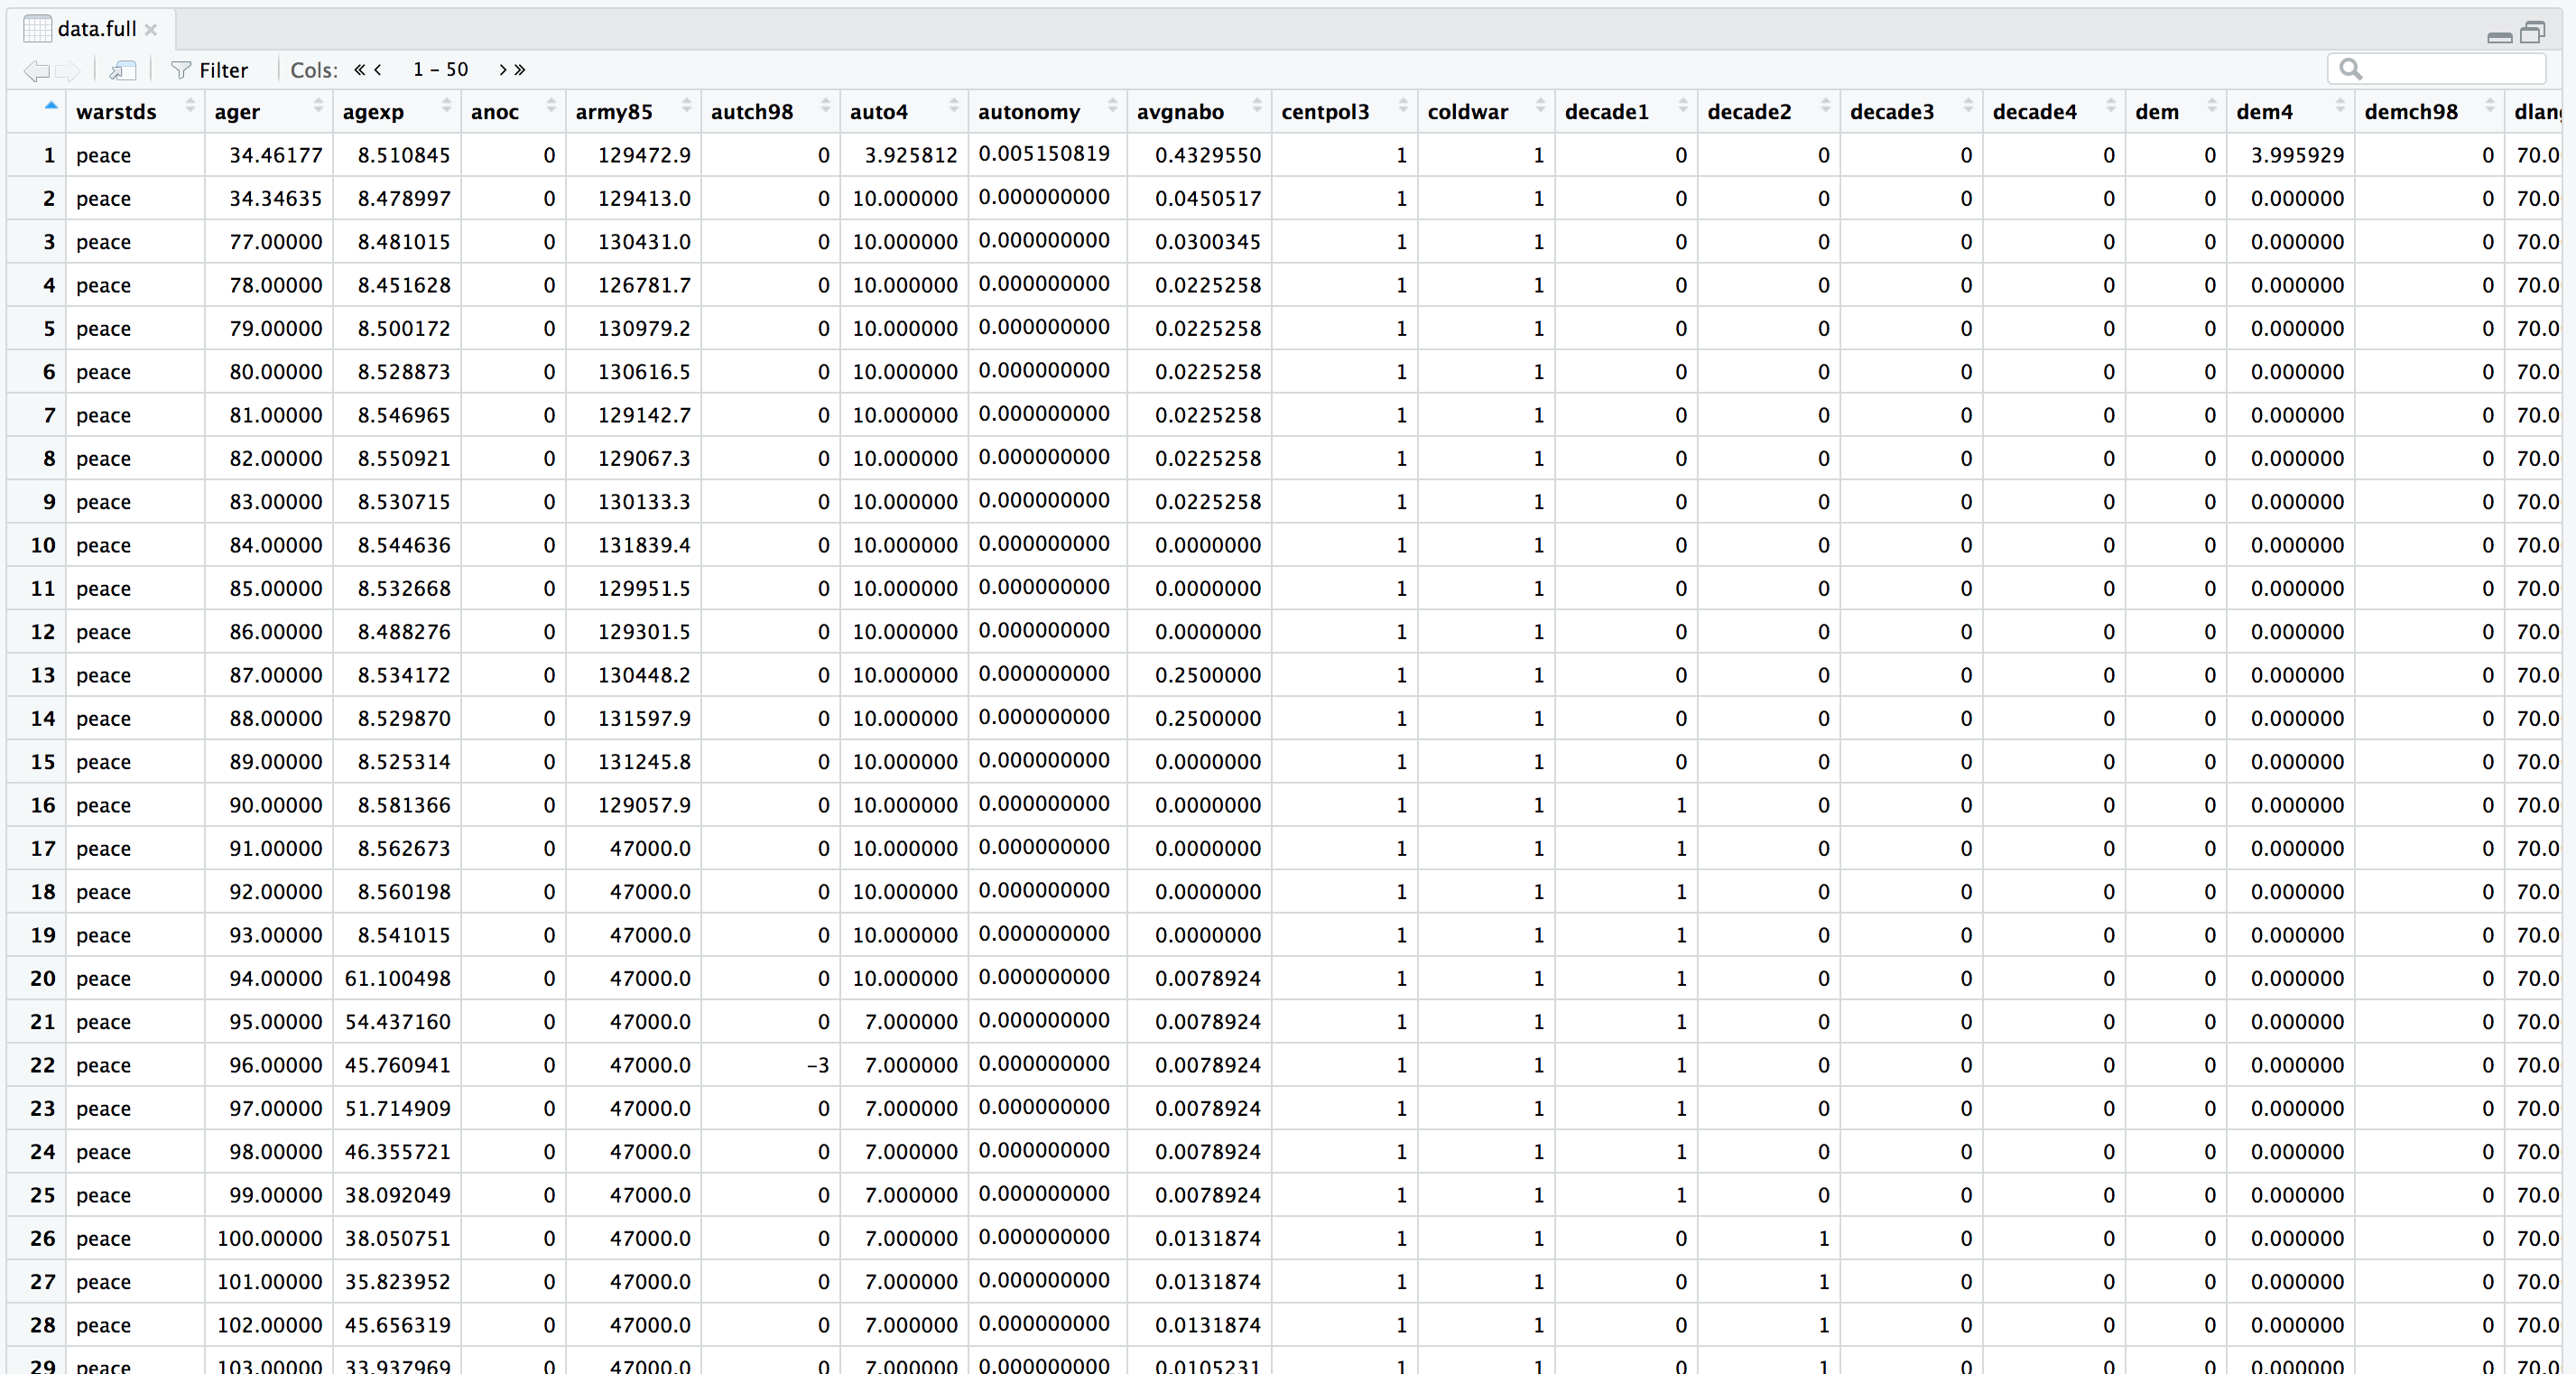 data.full
Filter Cols: « < 1 - 50 > »
warstds ager agexp anoc army85 autch98 auto4 autonomy avgnabo centpol3 coldwar decade1 decade2 decade3 decade4 dem dem4 demch98 dlang
1 peace 34.46177 8.510845 0 129472.9 0 3.925812 0.005150819 0.4329550 1 1 0 0 0 0 0 3.995929 0 70.0
2 peace 34.34635 8.478997 0 129413.0 0 10.000000 0.000000000 0.0450517 1 1 0 0 0 0 0 0.000000 0 70.0
3 peace 77.00000 8.481015 0 130431.0 0 10.000000 0.000000000 0.0300345 1 1 0 0 0 0 0 0.000000 0 70.0
4 peace 78.00000 8.451628 0 126781.7 0 10.000000 0.000000000 0.0225258 1 1 0 0 0 0 0 0.000000 0 70.0
5 peace 79.00000 8.500172 0 130979.2 0 10.000000 0.000000000 0.0225258 1 1 0 0 0 0 0 0.000000 0 70.0
6 peace 80.00000 8.528873 0 130616.5 0 10.000000 0.000000000 0.0225258 1 1 0 0 0 0 0 0.000000 0 70.0
7 peace 81.00000 8.546965 0 129142.7 0 10.000000 0.000000000 0.0225258 1 1 0 0 0 0 0 0.000000 0 70.0
8 peace 82.00000 8.550921 0 129067.3 0 10.000000 0.000000000 0.0225258 1 1 0 0 0 0 0 0.000000 0 70.0
9 peace 83.00000 8.530715 0 130133.3 0 10.000000 0.000000000 0.0225258 1 1 0 0 0 0 0 0.000000 0 70.0
10 peace 84.00000 8.544636 0 131839.4 0 10.000000 0.000000000 0.0000000 1 1 0 0 0 0 0 0.000000 0 70.0
11 peace 85.00000 8.532668 0 129951.5 0 10.000000 0.000000000 0.0000000 1 1 0 0 0 0 0 0.000000 0 70.0
12 peace 86.00000 8.488276 0 129301.5 0 10.000000 0.000000000 0.0000000 1 1 0 0 0 0 0 0.000000 0 70.0
13 peace 87.00000 8.534172 0 130448.2 0 10.000000 0.000000000 0.2500000 1 1 0 0 0 0 0 0.000000 0 70.0
14 peace 88.00000 8.529870 0 131597.9 0 10.000000 0.000000000 0.2500000 1 1 0 0 0 0 0 0.000000 0 70.0
15 peace 89.00000 8.525314 0 131245.8 0 10.000000 0.000000000 0.0000000 1 1 0 0 0 0 0 0.000000 0 70.0
16 peace 90.00000 8.581366 0 129057.9 0 10.000000 0.000000000 0.0000000 1 1 1 0 0 0 0 0.000000 0 70.0
17 peace 91.00000 8.562673 0 47000.0 0 10.000000 0.000000000 0.0000000 1 1 1 0 0 0 0 0.000000 0 70.0
18 peace 92.00000 8.560198 0 47000.0 0 10.000000 0.000000000 0.0000000 1 1 1 0 0 0 0 0.000000 0 70.0
19 peace 93.00000 8.541015 0 47000.0 0 10.000000 0.000000000 0.0000000 1 1 1 0 0 0 0 0.000000 0 70.0
20 peace 94.00000 61.100498 0 47000.0 0 10.000000 0.000000000 0.0078924 1 1 1 0 0 0 0 0.000000 0 70.0
21 peace 95.00000 54.437160 0 47000.0 0 7.000000 0.000000000 0.0078924 1 1 1 0 0 0 0 0.000000 0 70.0
22 peace 96.00000 45.760941 0 47000.0 -3 7.000000 0.000000000 0.0078924 1 1 1 0 0 0 0 0.000000 0 70.0
23 peace 97.00000 51.714909 0 47000.0 0 7.000000 0.000000000 0.0078924 1 1 1 0 0 0 0 0.000000 0 70.0
24 peace 98.00000 46.355721 0 47000.0 0 7.000000 0.000000000 0.0078924 1 1 1 0 0 0 0 0.000000 0 70.0
25 peace 99.00000 38.092049 0 47000.0 0 7.000000 0.000000000 0.0078924 1 1 1 0 0 0 0 0.000000 0 70.0
26 peace 100.00000 38.050751 0 47000.0 0 7.000000 0.000000000 0.0131874 1 1 0 1 0 0 0 0.000000 0 70.0
27 peace 101.00000 35.823952 0 47000.0 0 7.000000 0.000000000 0.0131874 1 1 0 1 0 0 0 0.000000 0 70.0
28 peace 102.00000 45.656319 0 47000.0 0 7.000000 0.000000000 0.0131874 1 1 0 1 0 0 0 0.000000 0 70.0
29 peace 103.00000 33.937969 0 47000.0 0 7.000000 0.000000000 0.0105231 1 1 0 1 0 0 0 0.000000 0 70.0